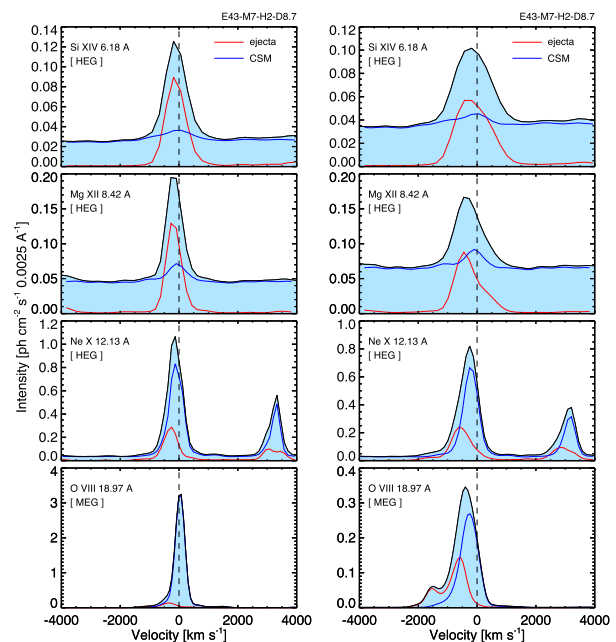 E43-M7-H2-D8.7
E43-M7-H2-D8.7
Intensity [ph cm⁻² s⁻¹ 0.0025 A⁻¹]
0.14
0.12
0.10
0.08
0.06
0.04
0.02
0.00
Si XIV 6.18 A
[ HEG ]
ejecta
CSM
0.12
0.10
0.08
0.06
0.04
0.02
0.00
Si XIV 6.18 A
[ HEG ]
ejecta
CSM
0.20
0.15
0.10
0.05
0.00
Mg XII 8.42 A
[ HEG ]
0.20
0.15
0.10
0.05
0.00
Mg XII 8.42 A
[ HEG ]
1.2
1.0
0.8
0.6
0.4
0.2
0.0
Ne X 12.13 A
[ HEG ]
1.0
0.8
0.6
0.4
0.2
0.0
Ne X 12.13 A
[ HEG ]
4
3
2
1
0
O VIII 18.97 A
[ MEG ]
0.4
0.3
0.2
0.1
0.0
O VIII 18.97 A
[ MEG ]
-4000 -2000 0 2000 4000
-4000 -2000 0 2000 4000
Velocity [km s⁻¹]
Velocity [km s⁻¹]